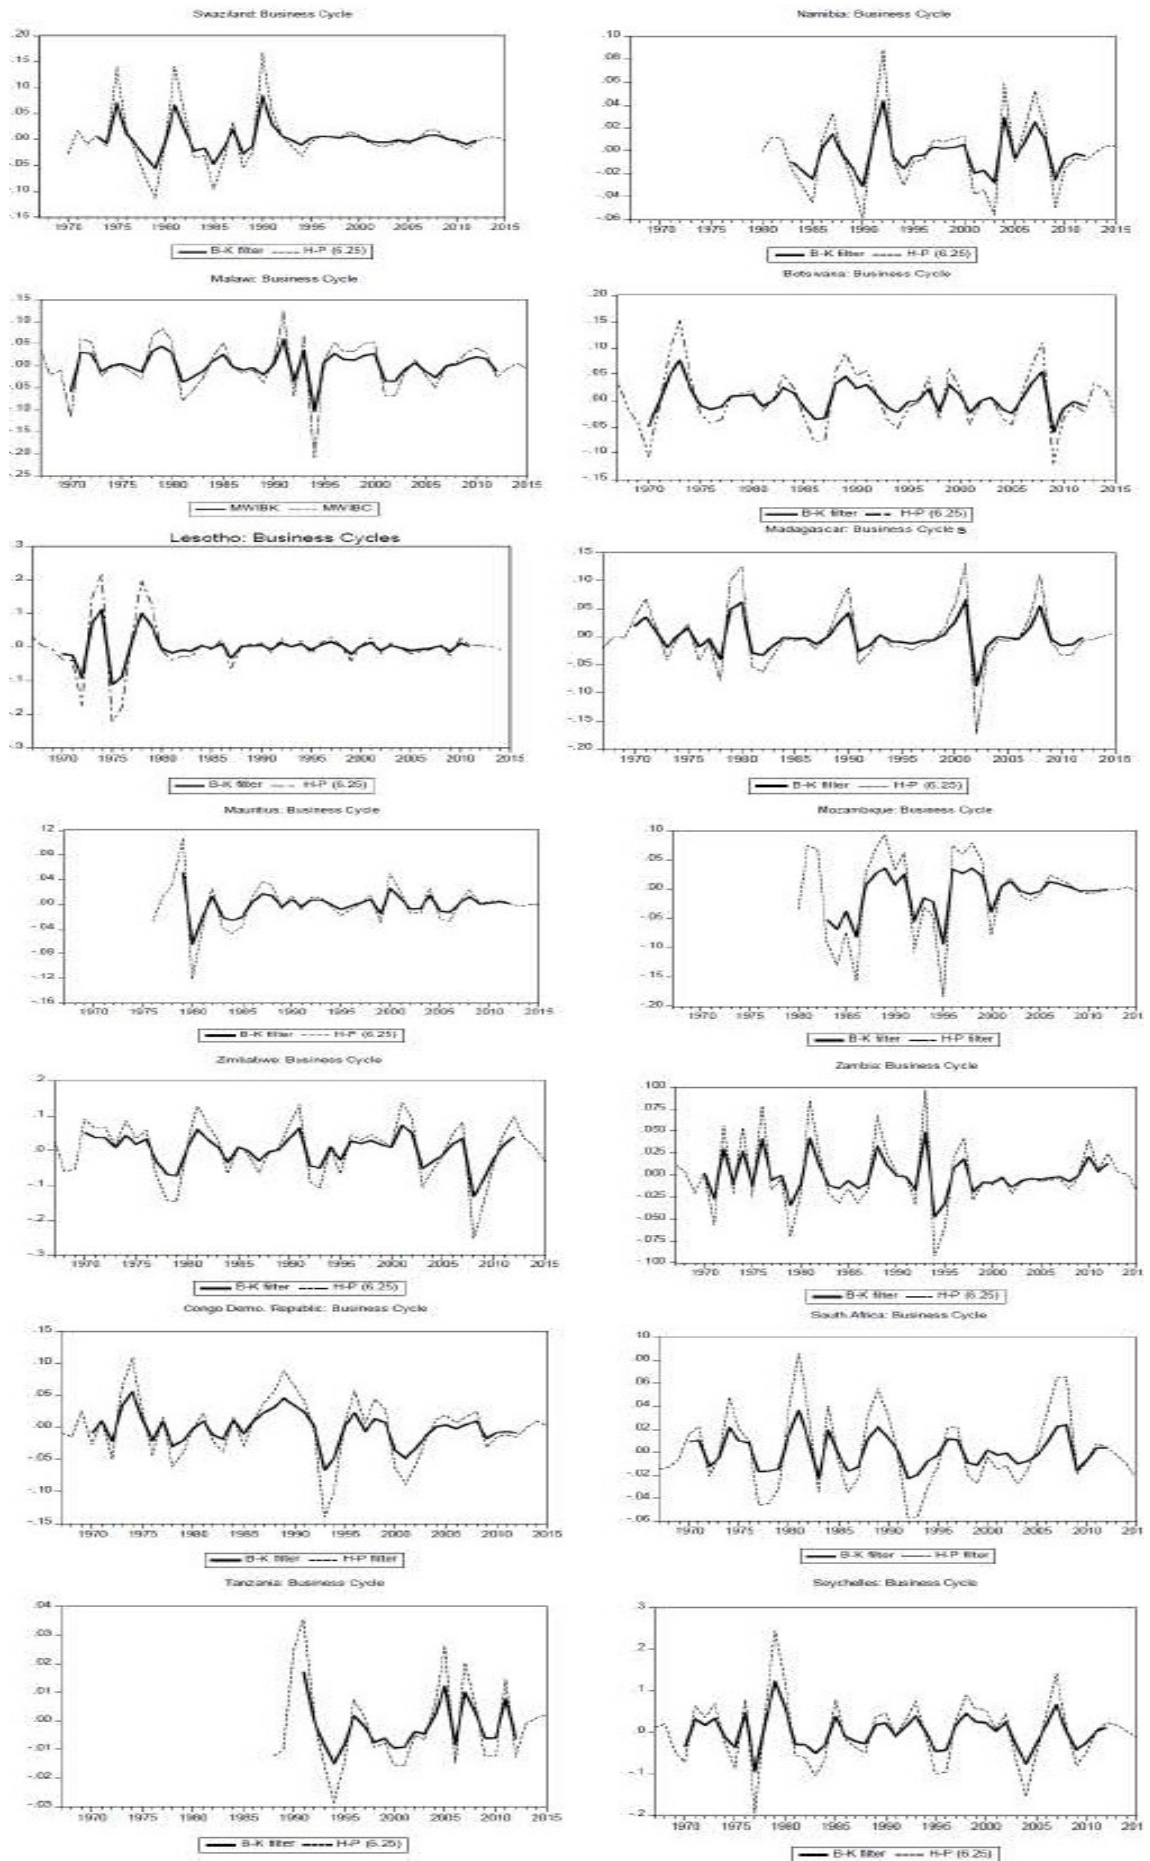 Swaziland: Business Cycle
.20
.15
.10
.05
.00
-.05
-.10
-.15
1970 1975 1980 1985 1990 1995 2000 2005 2010 2015
B-K filter H-P (6.25)
Namibia: Business Cycle
.10
.08
.06
.04
.02
.00
-.02
-.04
-.06
1970 1975 1980 1985 1990 1995 2000 2005 2010 2015
B-K filter H-P (6.25)
Malawi: Business Cycle
.15
.10
.05
.00
.05
.10
.15
.20
.25
1970 1975 1980 1985 1990 1995 2000 2005 2010 2015
MWIBK MWIBC
Botswana: Business Cycle
.20
.15
.10
.05
.00
-.05
-.10
-.15
1970 1975 1980 1985 1990 1995 2000 2005 2010 2015
B-K filter H-P (6.25)
Lesotho: Business Cycles
.3
.2
.1
.0
-.1
-.2
-.3
1970 1975 1980 1985 1990 1995 2000 2005 2010 2015
B-K filter H-P (6.25)
Madagascar: Business Cycle s
.15
.10
.05
.00
-.05
-.10
-.15
-.20
1970 1975 1980 1985 1990 1995 2000 2005 2010 2015
B-K filter H-P (6.25)
Mauritius: Business Cycle
.12
.08
.04
.00
-.04
-.08
-.12
-.16
1970 1975 1980 1985 1990 1995 2000 2005 2010 2015
B-K filter H-P (6.25)
Mozambique: Business Cycle
.10
.05
.00
-.05
-.10
-.15
-.20
1970 1975 1980 1985 1990 1995 2000 2005 2010 201
B-K filter H-P filter
Zimbabwe: Business Cycle
.2
.1
.0
-.1
-.2
-.3
1970 1975 1980 1985 1990 1995 2000 2005 2010 2015
B-K filter H-P (6.25)
Zambia: Business Cycle
.100
.075
.050
.025
.000
-.025
-.050
-.075
-.100
1970 1975 1980 1985 1990 1995 2000 2005 2010 201
B-K filter H-P (6.25)
Congo Demo. Republic: Business Cycle
.15
.10
.05
.00
-.05
-.10
-.15
1970 1975 1980 1985 1990 1995 2000 2005 2010 2015
B-K filter H-P filter
South Africa: Business Cycle
.10
.08
.06
.04
.02
.00
-.02
-.04
-.06
1970 1975 1980 1985 1990 1995 2000 2005 2010 201
B-K filter H-P filter
Tanzania: Business Cycle
.04
.03
.02
.01
.00
-.01
-.02
-.03
1970 1975 1980 1985 1990 1995 2000 2005 2010 2015
B-K filter H-P (6.25)
Seychelles: Business Cycle
.3
.2
.1
.0
-.1
-.2
1970 1975 1980 1985 1990 1995 2000 2005 2010 201
B-K filter H-P (6.25)